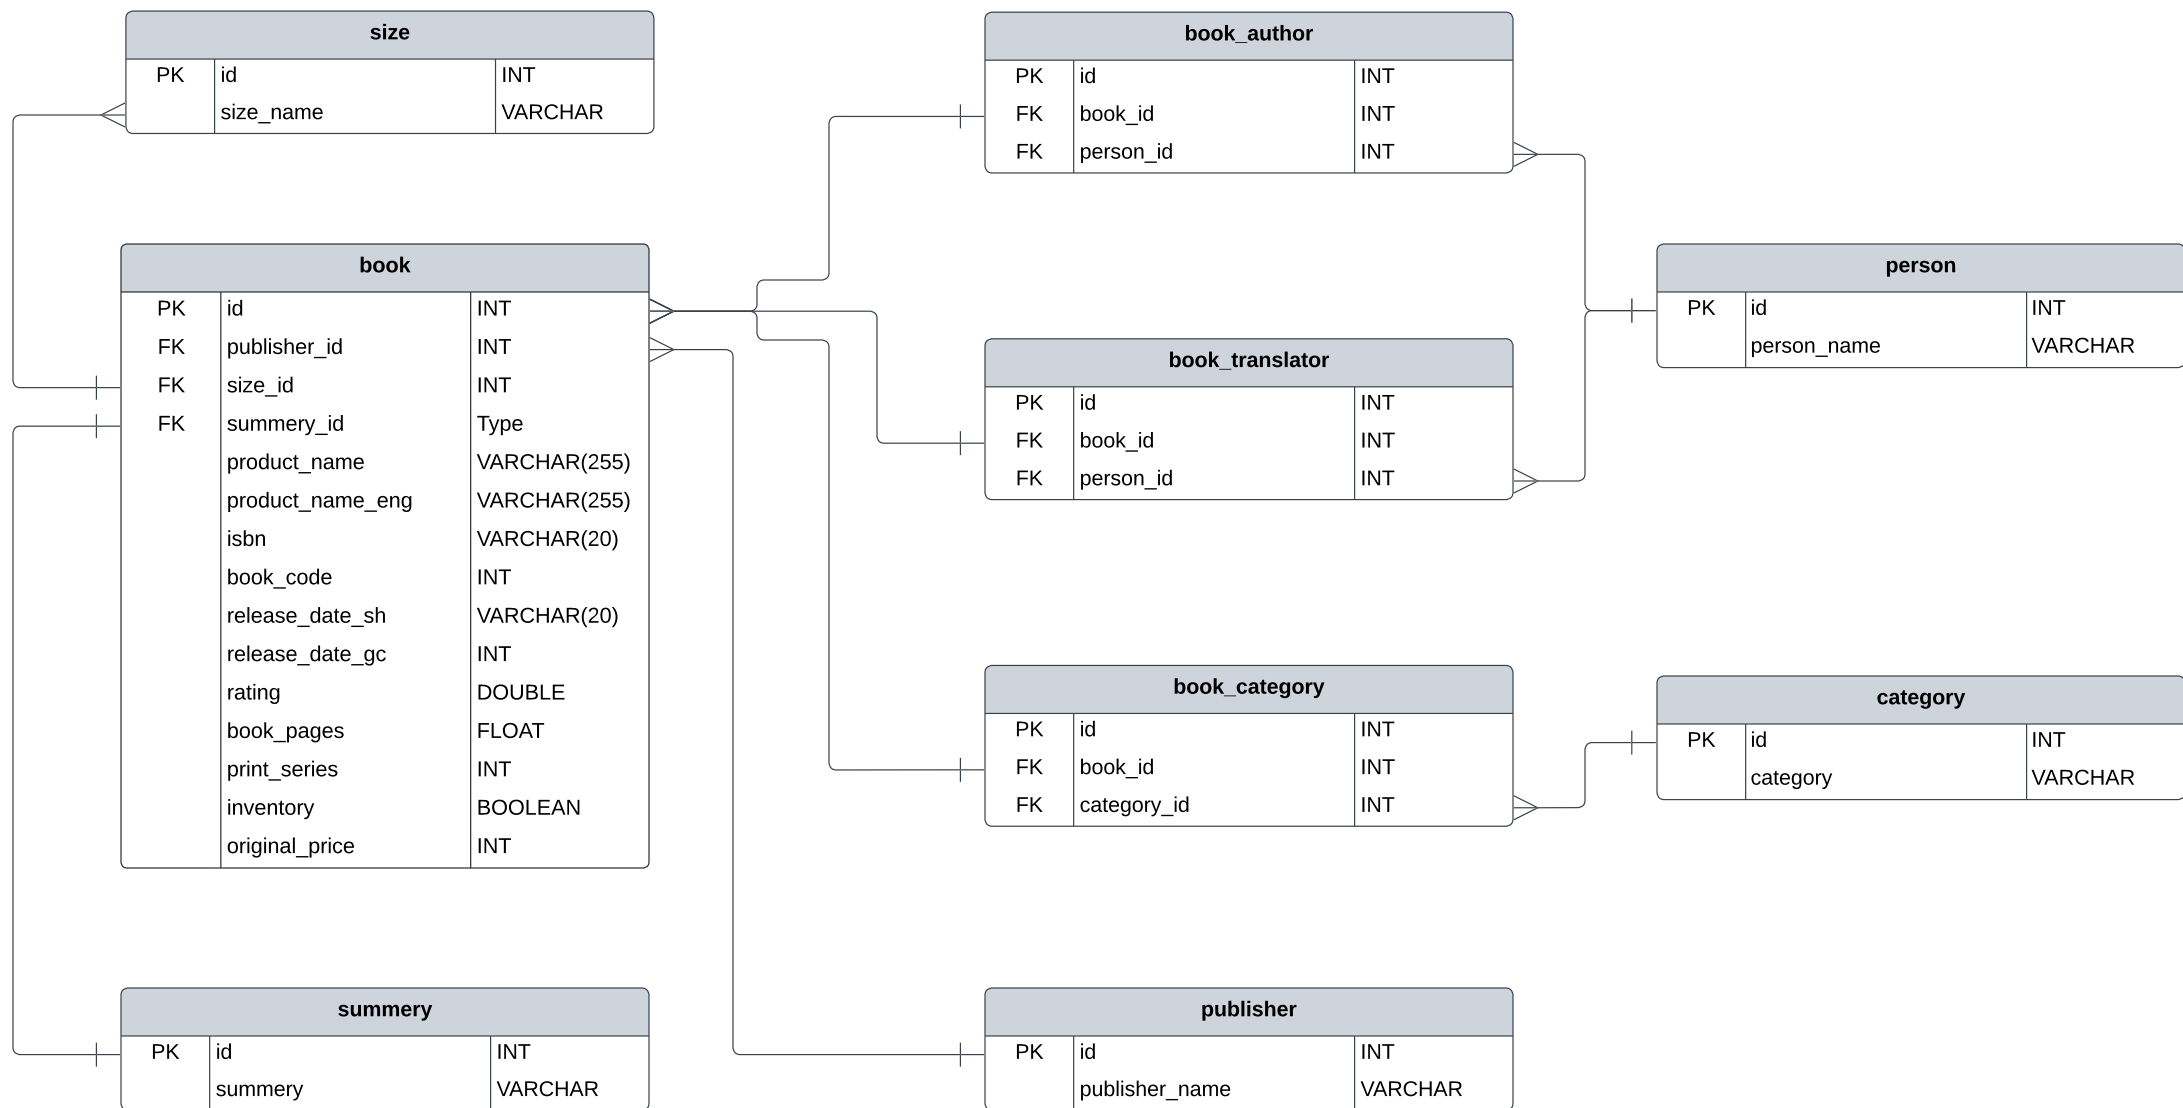 size
PK id INT
size_name VARCHAR
book
PK id INT
FK publisher_id INT
FK size_id INT
FK summery_id Type
product_name VARCHAR(255)
product_name_eng VARCHAR(255)
isbn VARCHAR(20)
book_code INT
release_date_sh VARCHAR(20)
release_date_gc INT
rating DOUBLE
book_pages FLOAT
print_series INT
inventory BOOLEAN
original_price INT
summery
PK id INT
summery VARCHAR
book_author
PK id INT
FK book_id INT
FK person_id INT
book_translator
PK id INT
FK book_id INT
FK person_id INT
book_category
PK id INT
FK book_id INT
FK category_id INT
publisher
PK id INT
publisher_name VARCHAR
person
PK id INT
person_name VARCHAR
category
PK id INT
category VARCHAR